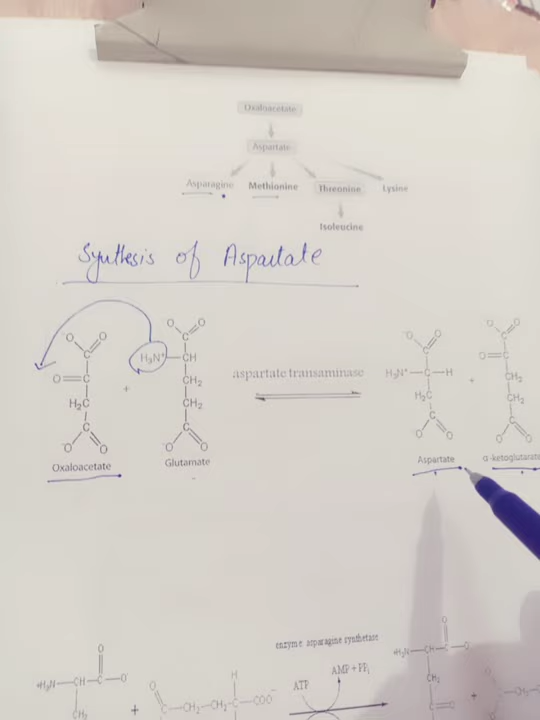 Oxaloacetate
Aspartate
Asparagine Methionine Threonine Lysine
Isoleucine
Synthesis of Aspartate
⁻O O
C
O=C
H₂C
C
⁻O O
+
O O
C
H₃N⁺ CH
CH₂
CH₂
C
⁻O O
aspartate transaminase
⁻O O
C
H₃N⁺ C H
H₂C
C
⁻O O
+
⁻O O
C
O=C
CH₂
CH₂
C
⁻O O
Oxaloacetate Glutamate Aspartate α-ketoglutarate
enzyme asparagine synthetase
AMP + PPᵢ
ATP
O
⁺H₃N CH C O⁻
CH₂
+
O
C CH₂ CH₂ C COO⁻
H
O
⁺H₃N CH C O
CH₂
C=O
+